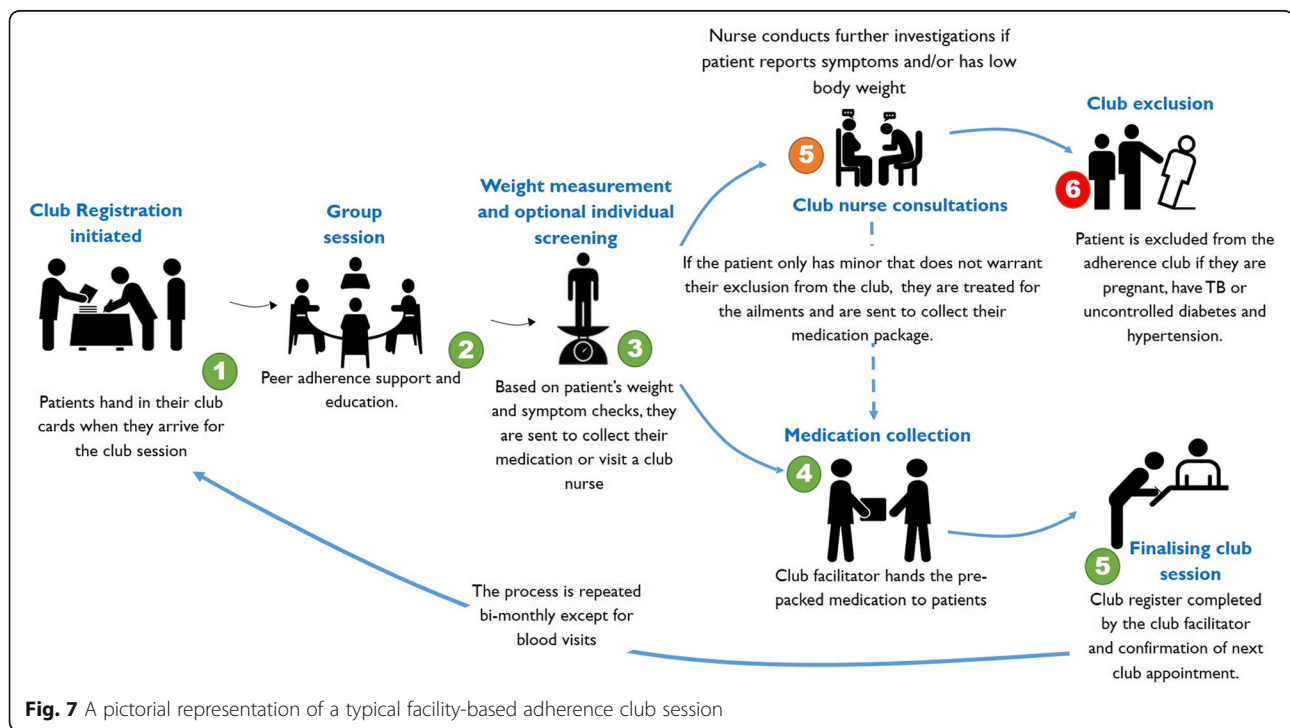 Club Registration
initiated
1
Patients hand in their club
cards when they arrive for
the club session
Group
session
2
Peer adherence support and
education.
Weight measurement
and optional individual
screening
3
Based on patient's weight
and symptom checks, they
are sent to collect their
medication or visit a club
nurse
Nurse conducts further investigations if
patient reports symptoms and/or has low
body weight
5
Club nurse consultations
If the patient only has minor that does not warrant
their exclusion from the club, they are treated for
the ailments and are sent to collect their
medication package.
Club exclusion
6
Patient is excluded from the
adherence club if they are
pregnant, have TB or
uncontrolled diabetes and
hypertension.
Medication collection
4
Club facilitator hands the pre-
packed medication to patients
5
Finalising club
session
Club register completed
by the club facilitator
and confirmation of next
club appointment.
The process is repeated
bi-monthly except for
blood visits
Fig. 7 A pictorial representation of a typical facility-based adherence club session